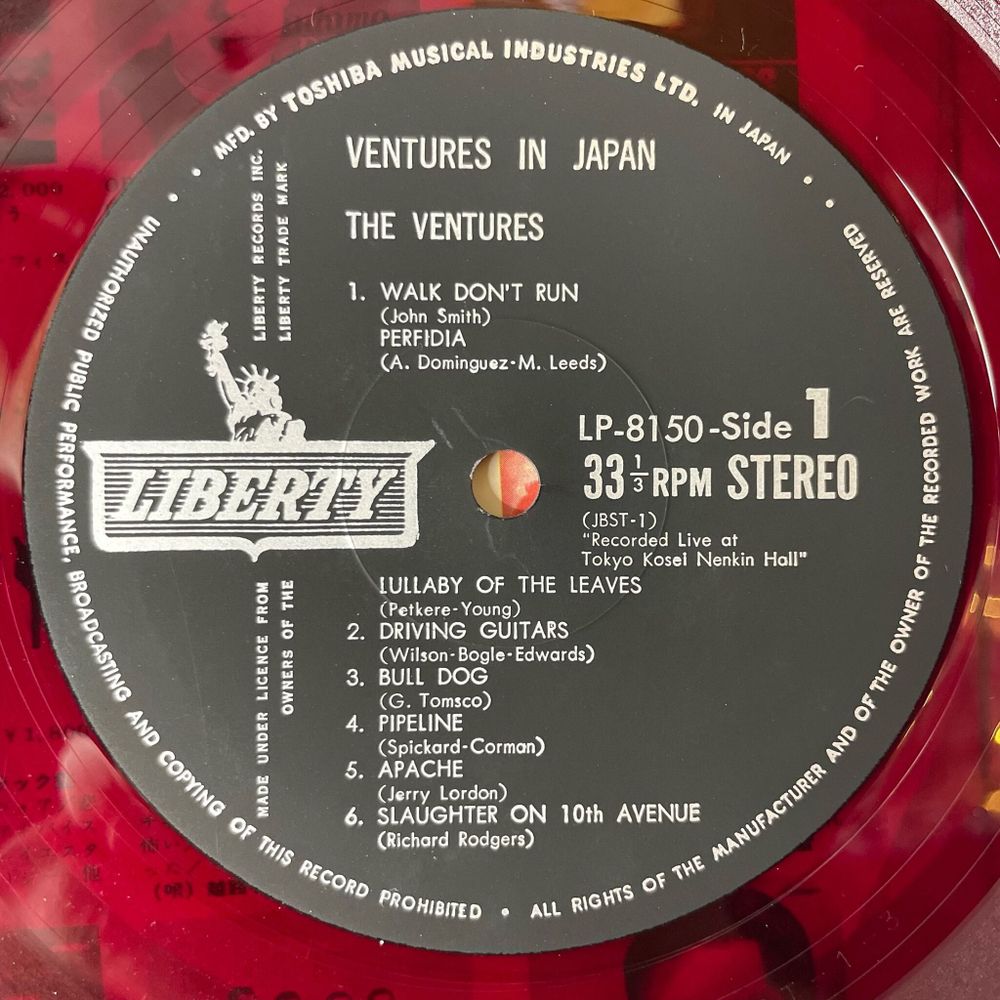 MFD. BY TOSHIBA MUSICAL INDUSTRIES LTD. IN JAPAN
VENTURES IN JAPAN
THE VENTURES
LIBERTY RECORDS INC.
LIBERTY TRADE MARK
1. WALK DON'T RUN
(John Smith)
PERFIDIA
(A. Dominguez-M. Leeds)
LP-8150-Side 1
33 1/3 RPM STEREO
(JBST-1)
"Recorded Live at
Tokyo Kosei Nenkin Hall"
LIBERTY
LULLABY OF THE LEAVES
(Petkere-Young)
2. DRIVING GUITARS
(Wilson-Bogle-Edwards)
3. BULL DOG
(G. Tomsco)
4. PIPELINE
(Spickard-Corman)
5. APACHE
(Jerry Lordon)
6. SLAUGHTER ON 10th AVENUE
(Richard Rodgers)
MADE UNDER LICENCE FROM
OWNERS OF THE
UNAUTHORIZED PUBLIC PERFORMANCE, BROADCASTING AND COPYING OF THIS RECORD PROHIBITED • ALL RIGHTS OF THE MANUFACTURER AND OF THE OWNER OF THE RECORDED WORK ARE RESERVED